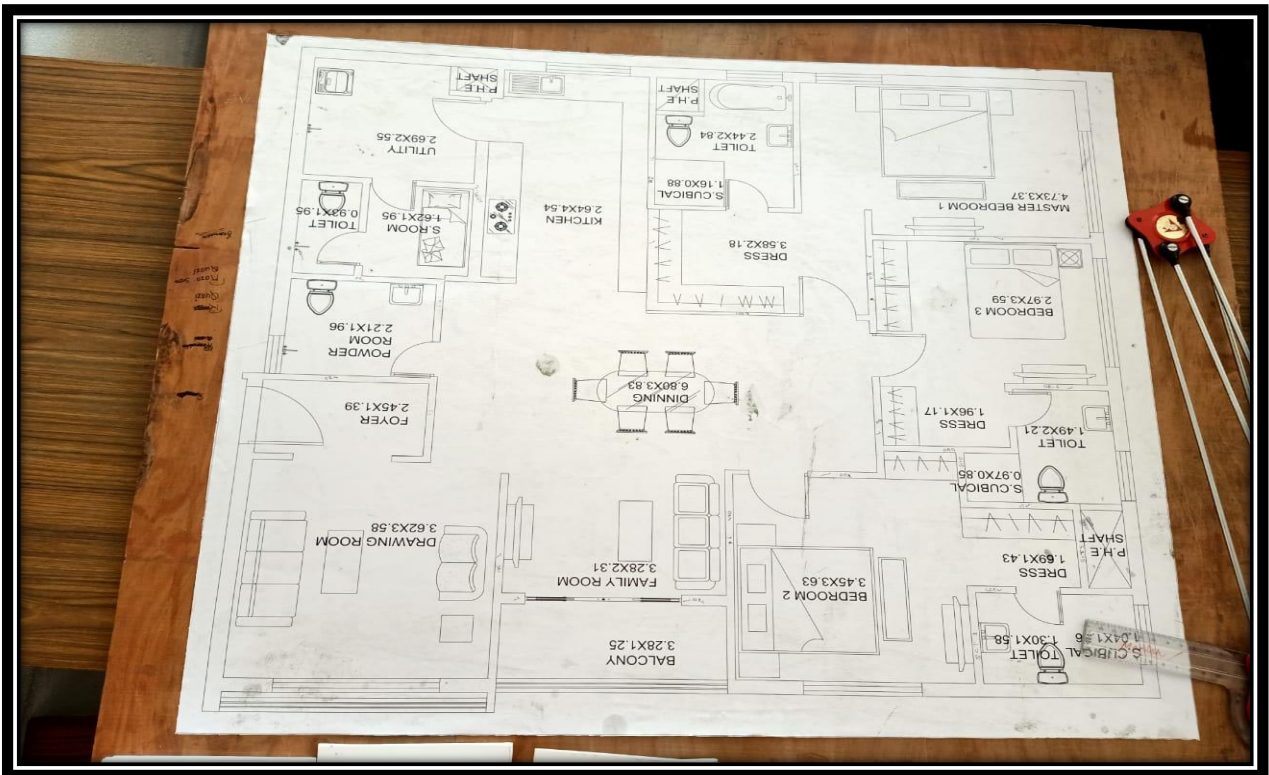 S.CUBICAL
TOILET
1.30X1.58
BALCONY
3.28X1.25
DRESS
1.69X1.43
BEDROOM 2
3.45X3.63
FAMILY ROOM
3.28X2.31
P.H.E
SHAFT
DRAWING ROOM
3.62X3.58
S.CUBICAL
0.97X0.85
TOILET
1.49X2.21
DRESS
1.96X1.17
FOYER
2.45X1.39
DINNING
6.80X3.83
POWDER
ROOM
2.21X1.96
BEDROOM 3
2.97X3.59
DRESS
3.58X2.18
MASTER BEDROOM 1
4.73X3.37
KITCHEN
2.64X4.54
S.ROOM
1.62X1.95
TOILET
0.93X1.95
S.CUBICAL
1.16X0.88
TOILET
2.44X2.84
UTILITY
2.69X2.55
P.H.E
SHAFT
P.H.E
SHAFT